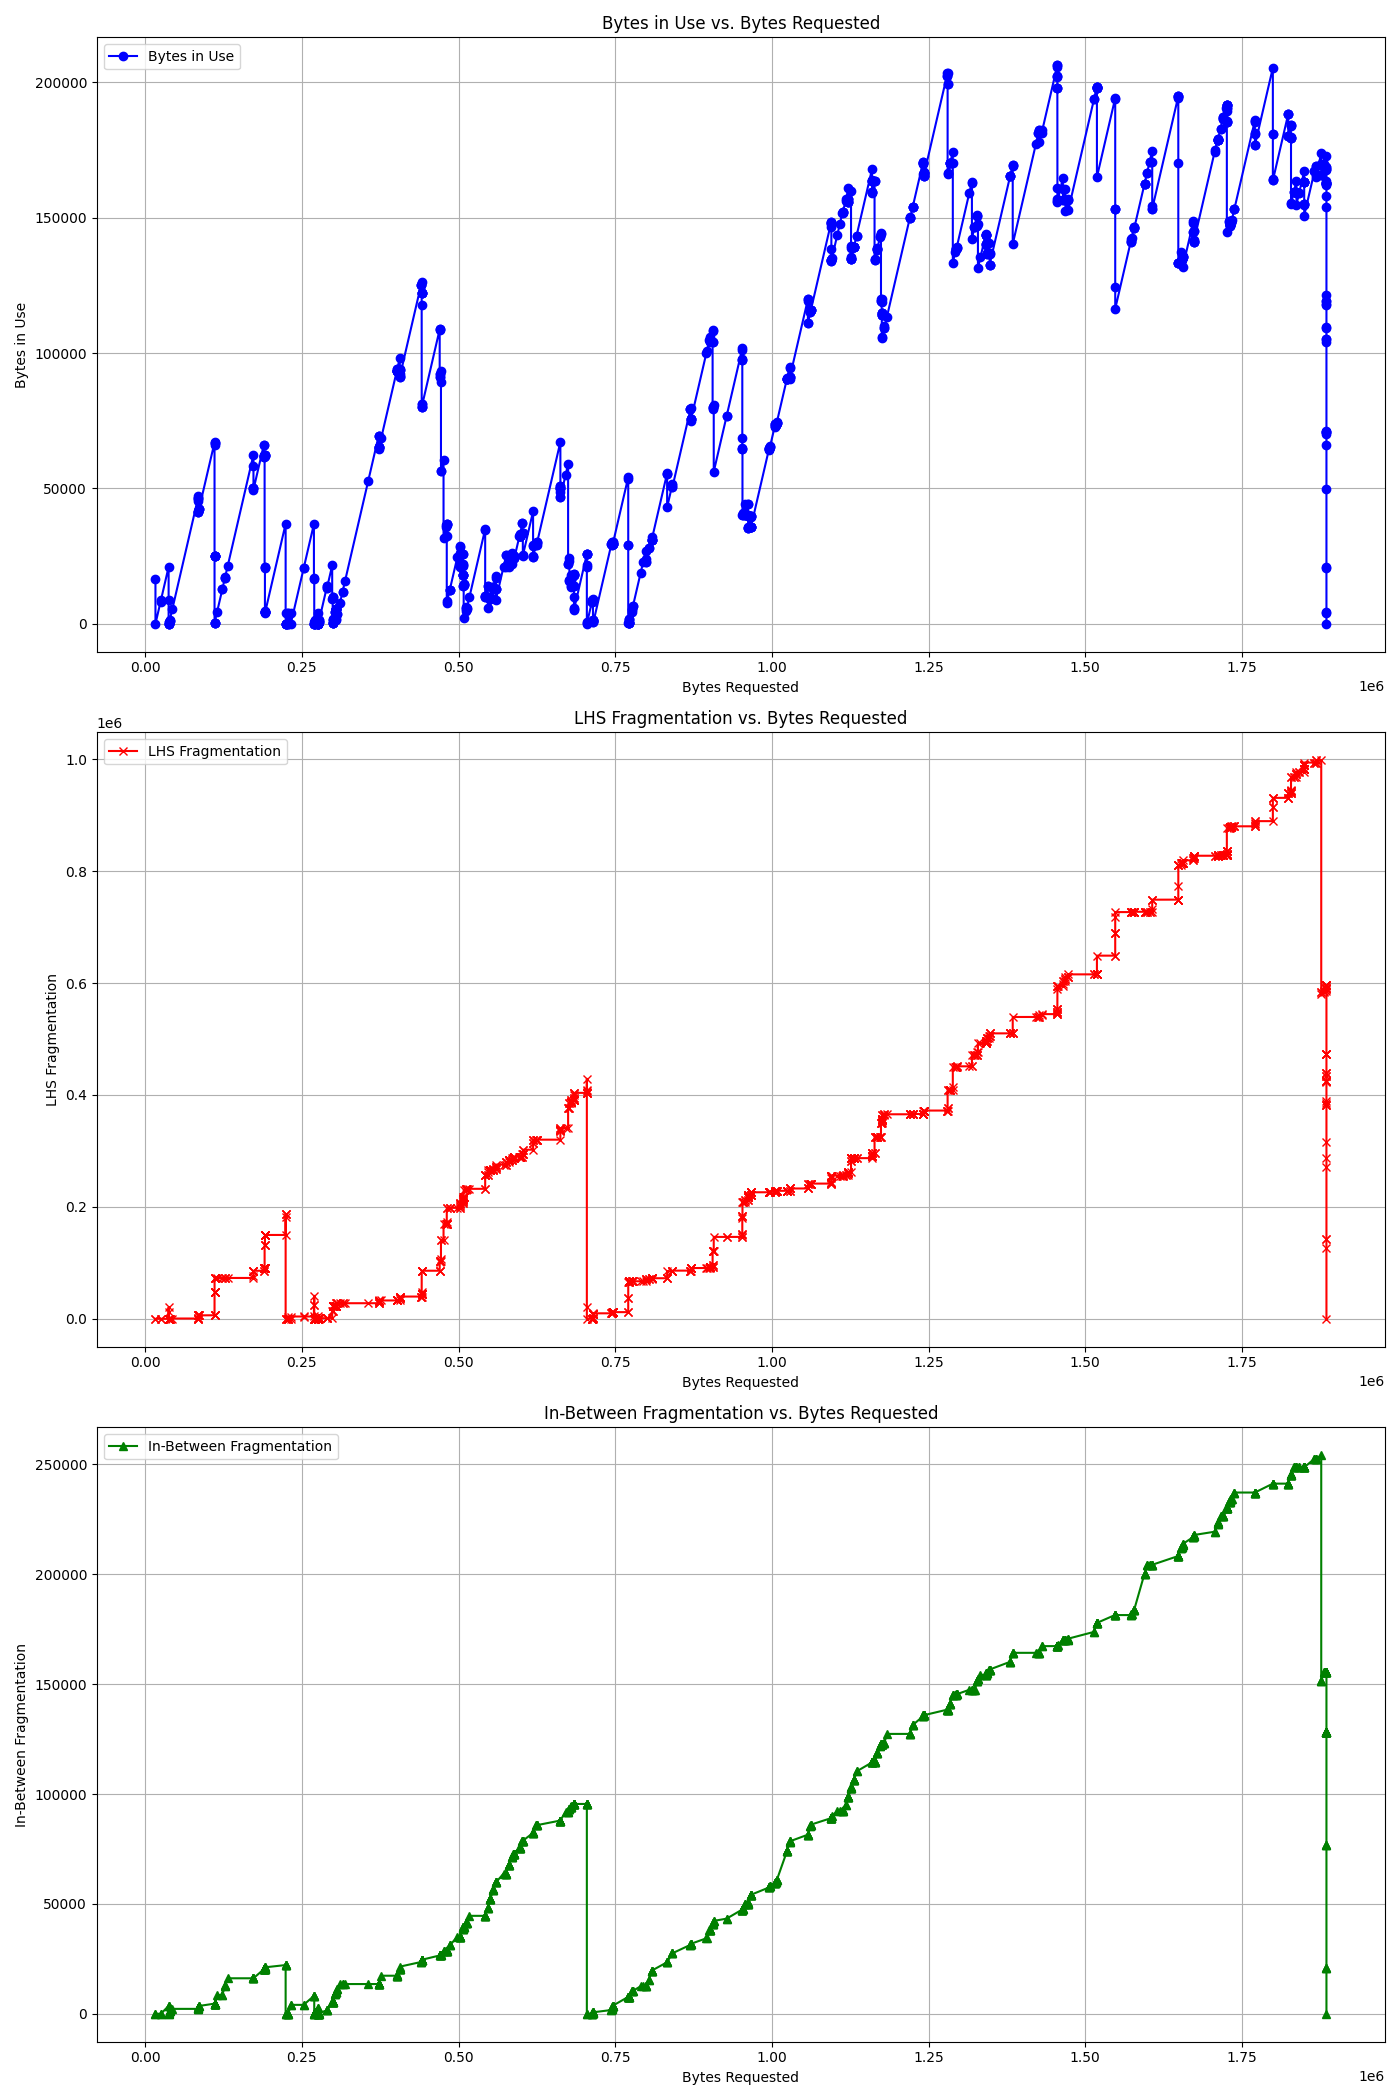 Bytes in Use vs. Bytes Requested
Bytes in Use
200000
150000
100000
50000
0
Bytes in Use
0.00 0.25 0.50 0.75 1.00 1.25 1.50 1.75
1e6
Bytes Requested
1e6
LHS Fragmentation vs. Bytes Requested
LHS Fragmentation
1.0
0.8
0.6
0.4
0.2
0.0
LHS Fragmentation
0.00 0.25 0.50 0.75 1.00 1.25 1.50 1.75
1e6
Bytes Requested
In-Between Fragmentation vs. Bytes Requested
In-Between Fragmentation
250000
200000
150000
100000
50000
0
In-Between Fragmentation
0.00 0.25 0.50 0.75 1.00 1.25 1.50 1.75
1e6
Bytes Requested